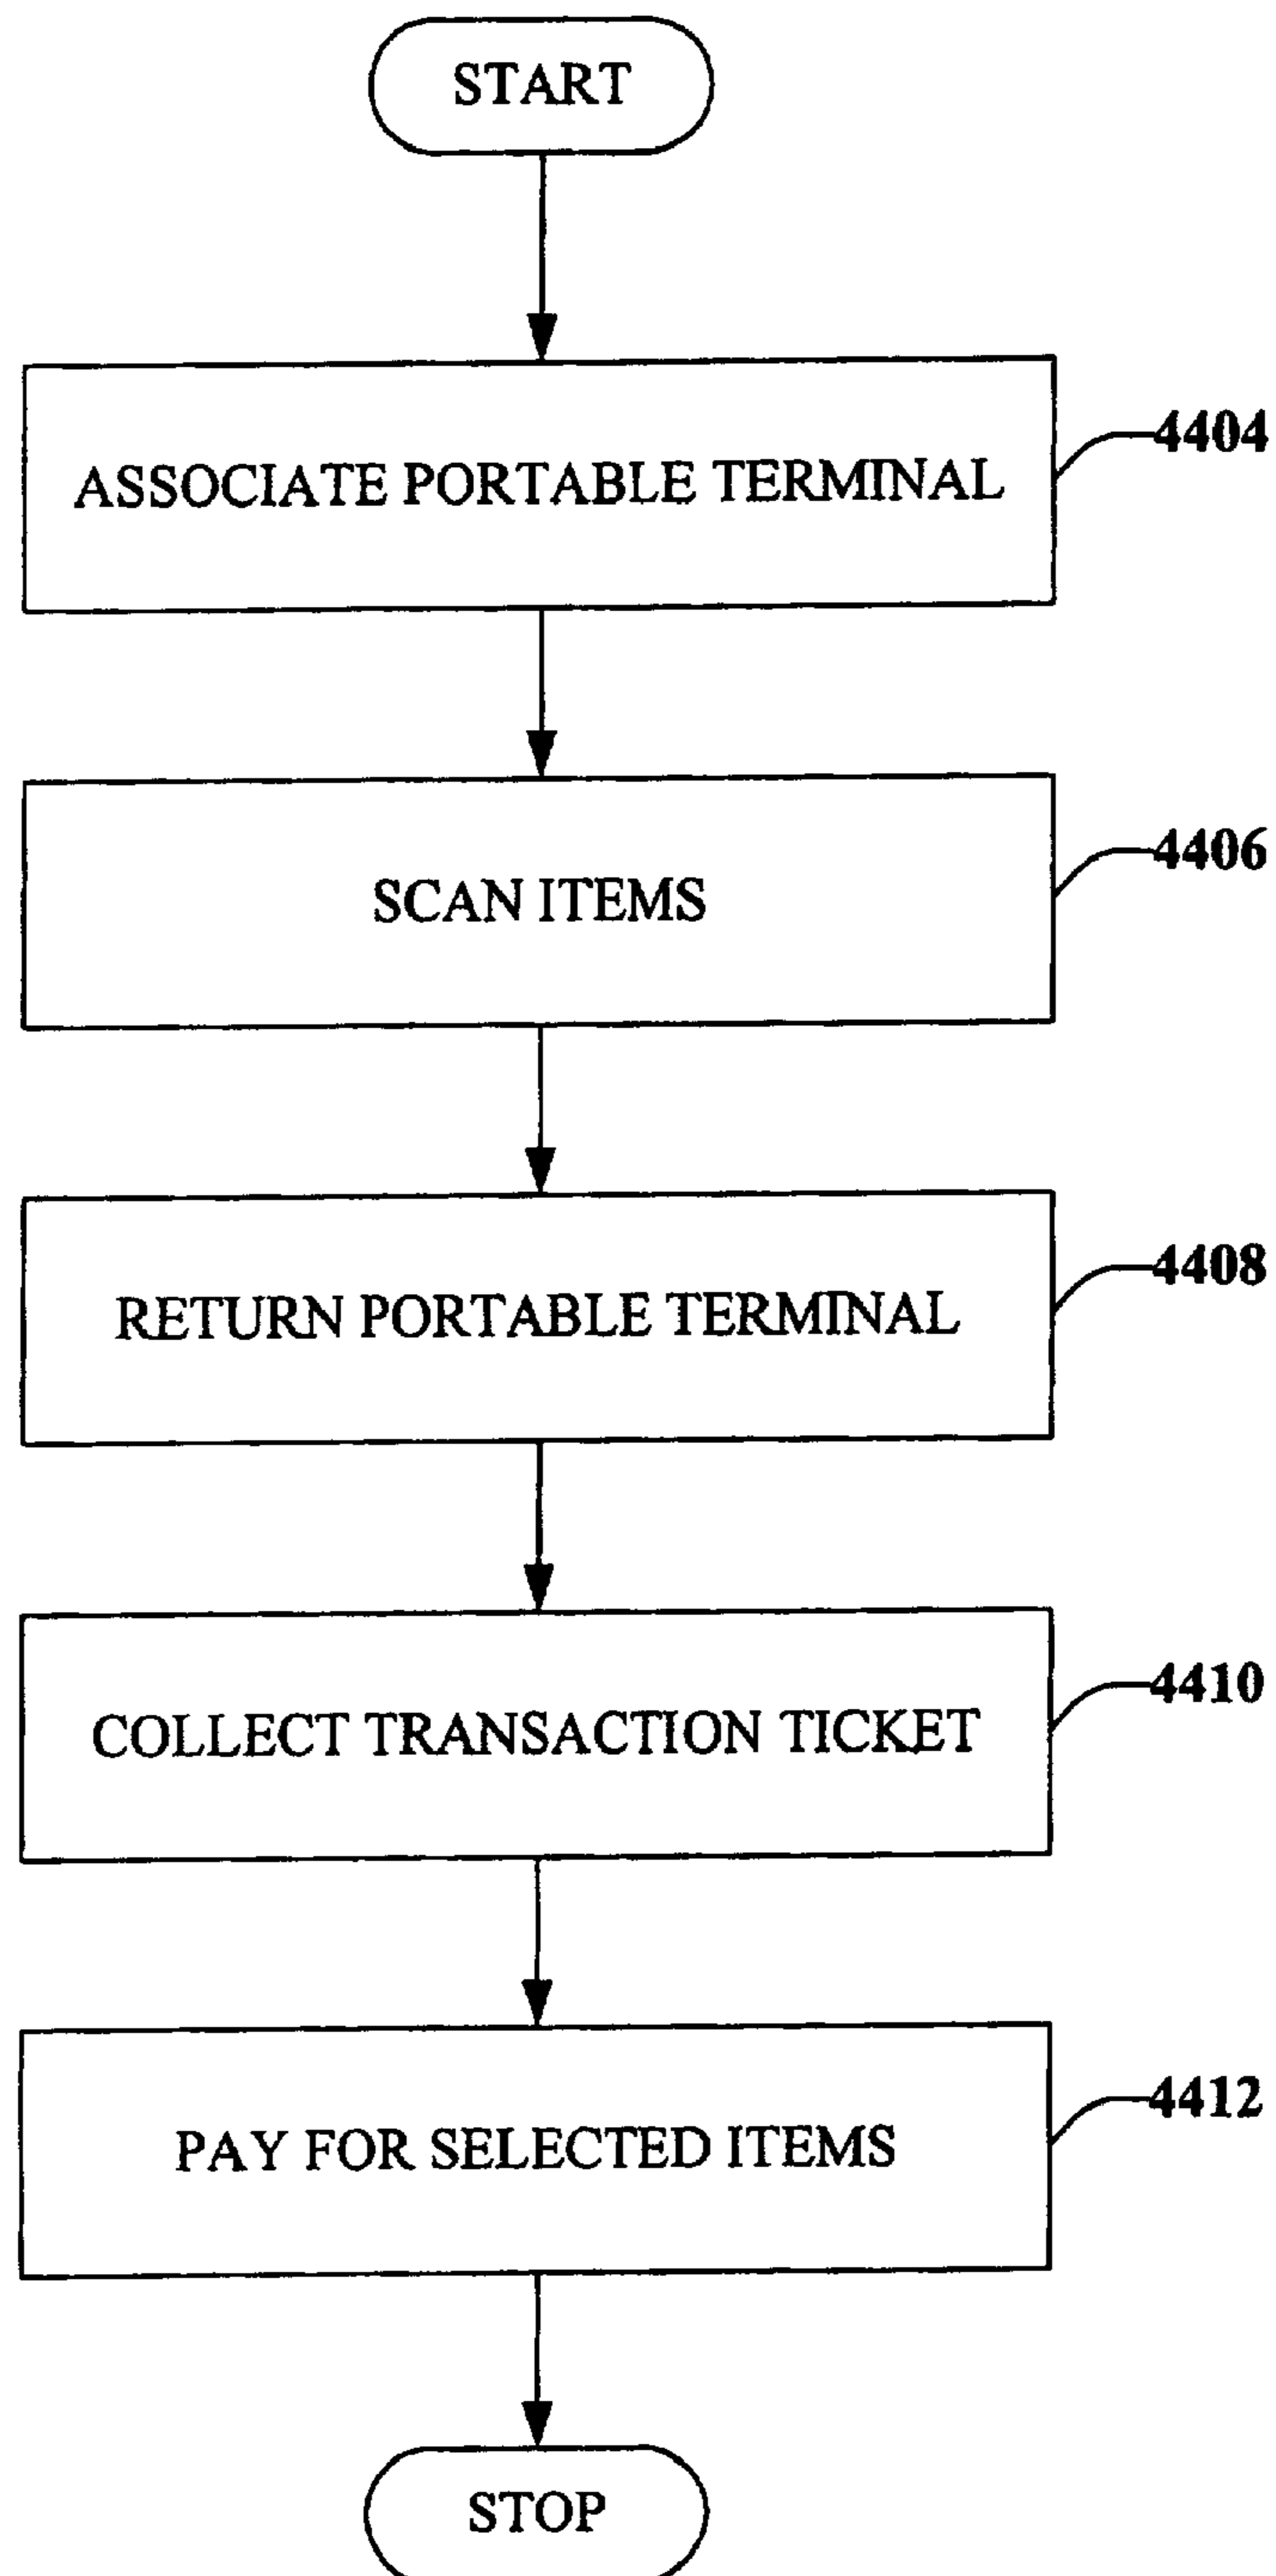 START
ASSOCIATE PORTABLE TERMINAL
4404
SCAN ITEMS
4406
RETURN PORTABLE TERMINAL
4408
COLLECT TRANSACTION TICKET
4410
PAY FOR SELECTED ITEMS
4412
STOP